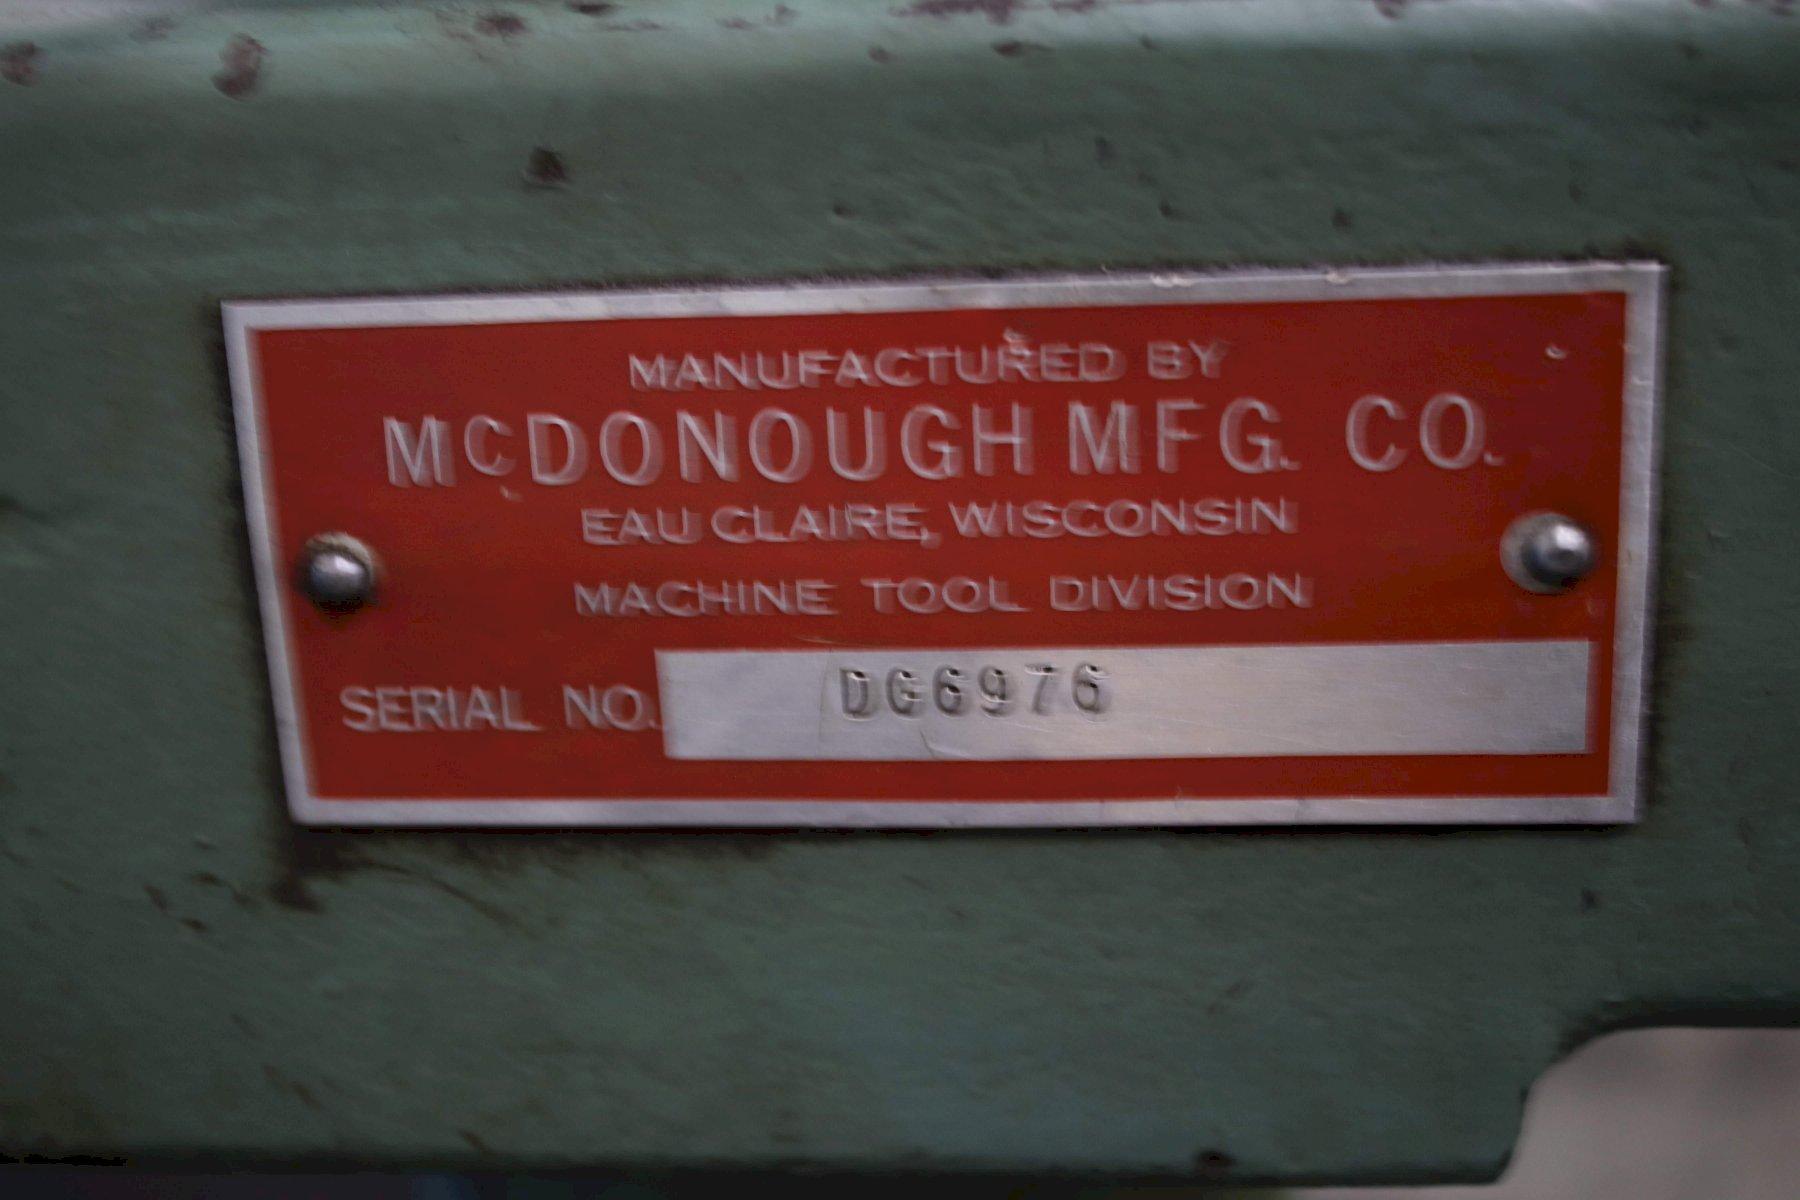 MANUFACTURED BY
McDONOUGH MFG. CO.
EAU CLAIRE, WISCONSIN
MACHINE TOOL DIVISION
SERIAL NO. DG6976